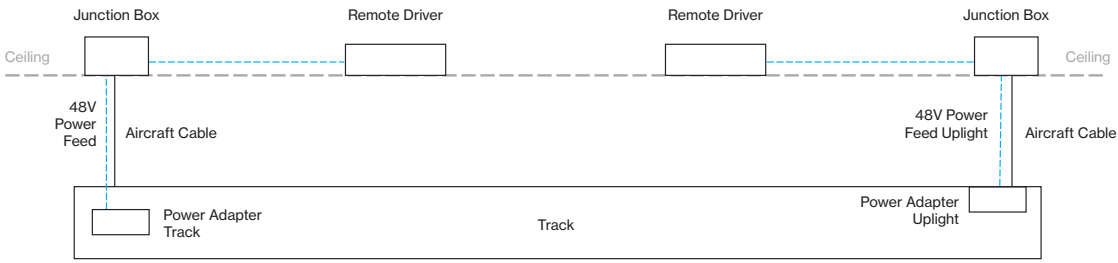 Junction Box
Remote Driver
Remote Driver
Junction Box
Ceiling
Ceiling
48V
Power
Feed
Aircraft Cable
48V Power
Feed Uplight
Aircraft Cable
Power Adapter
Track
Track
Power Adapter
Uplight